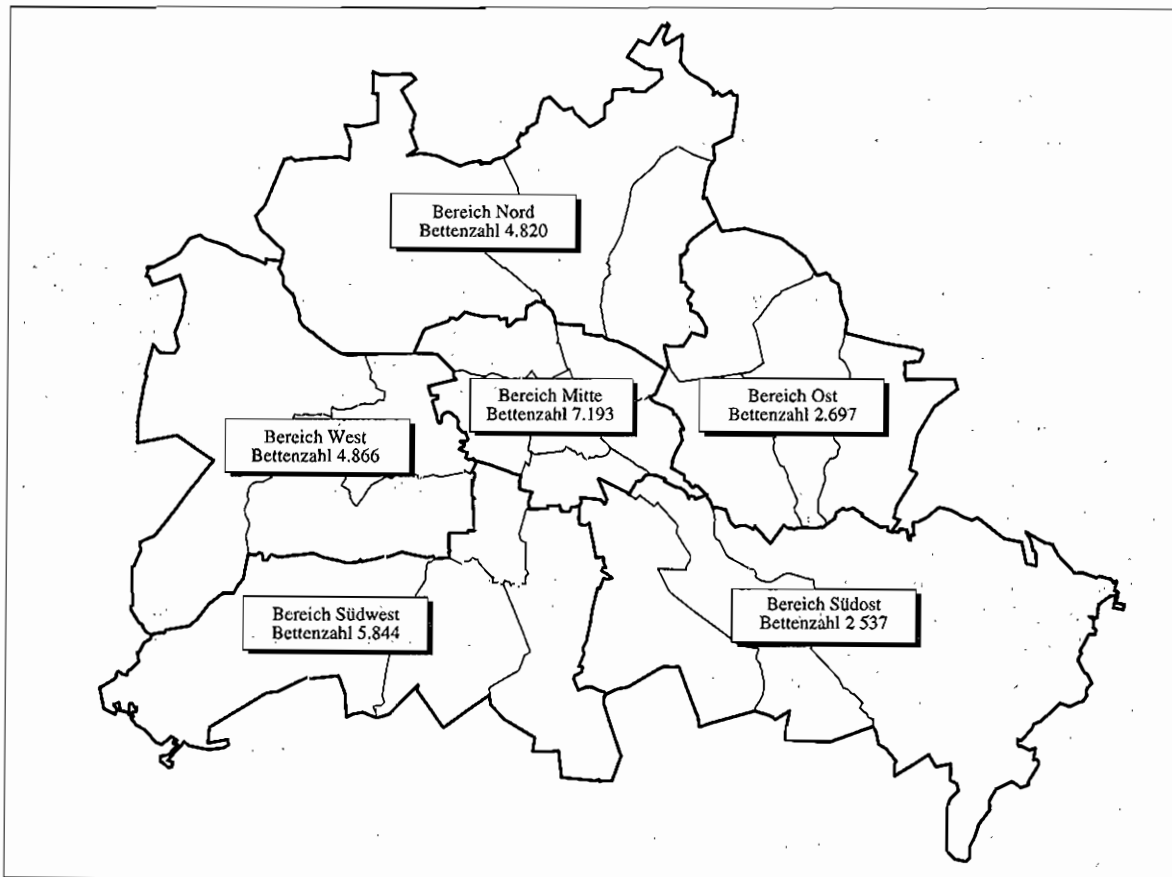 Bereich Nord
Bettenzahl 4.820
Bereich Mitte
Bettenzahl 7.193
Bereich Ost
Bettenzahl 2.697
Bereich West
Bettenzahl 4.866
Bereich Südwest
Bettenzahl 5.844
Bereich Südost
Bettenzahl 2 537